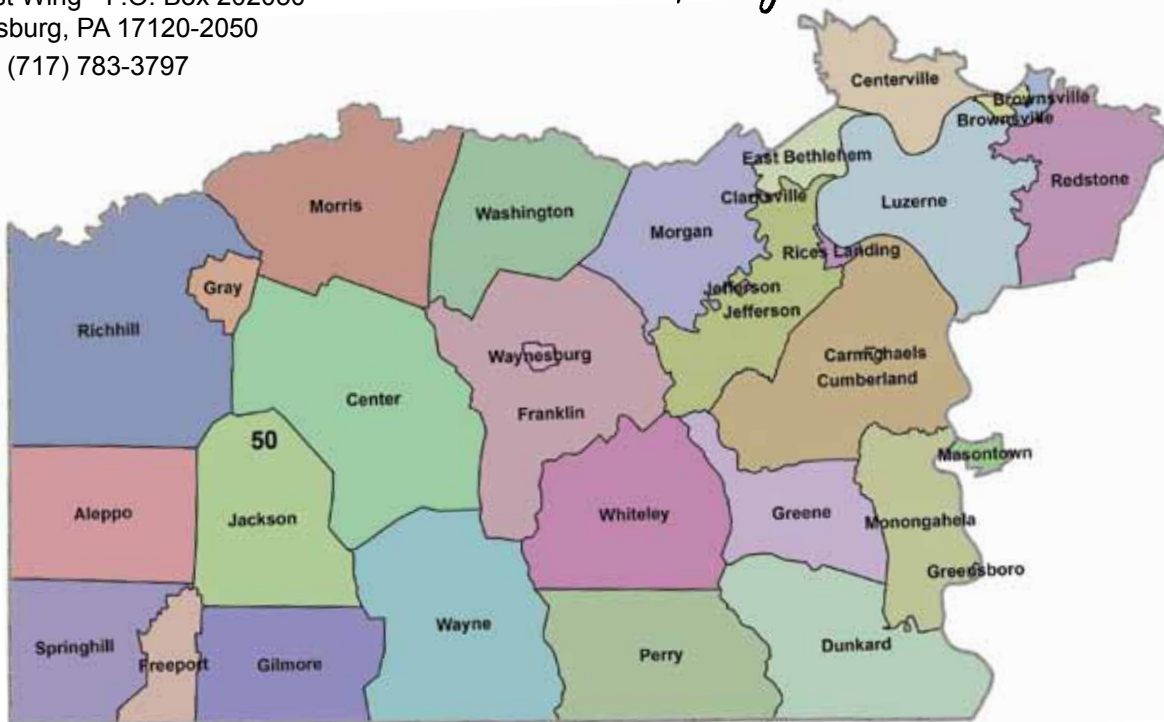 (717) 783-3797
sburg, PA 17120-2050
Centerville
Brownsville
Brownsville
East Bethlehem
Redstone
Clarksville
Luzerne
Morris
Washington
Morgan
Rices Landing
Gray
Jefferson
Jefferson
Richhill
Waynesburg
Carmichaels
Cumberland
Center
Franklin
50
Masontown
Aleppo
Jackson
Whiteley
Greene
Monongahela
Greensboro
Springhill
Freeport
Gilmore
Wayne
Perry
Dunkard